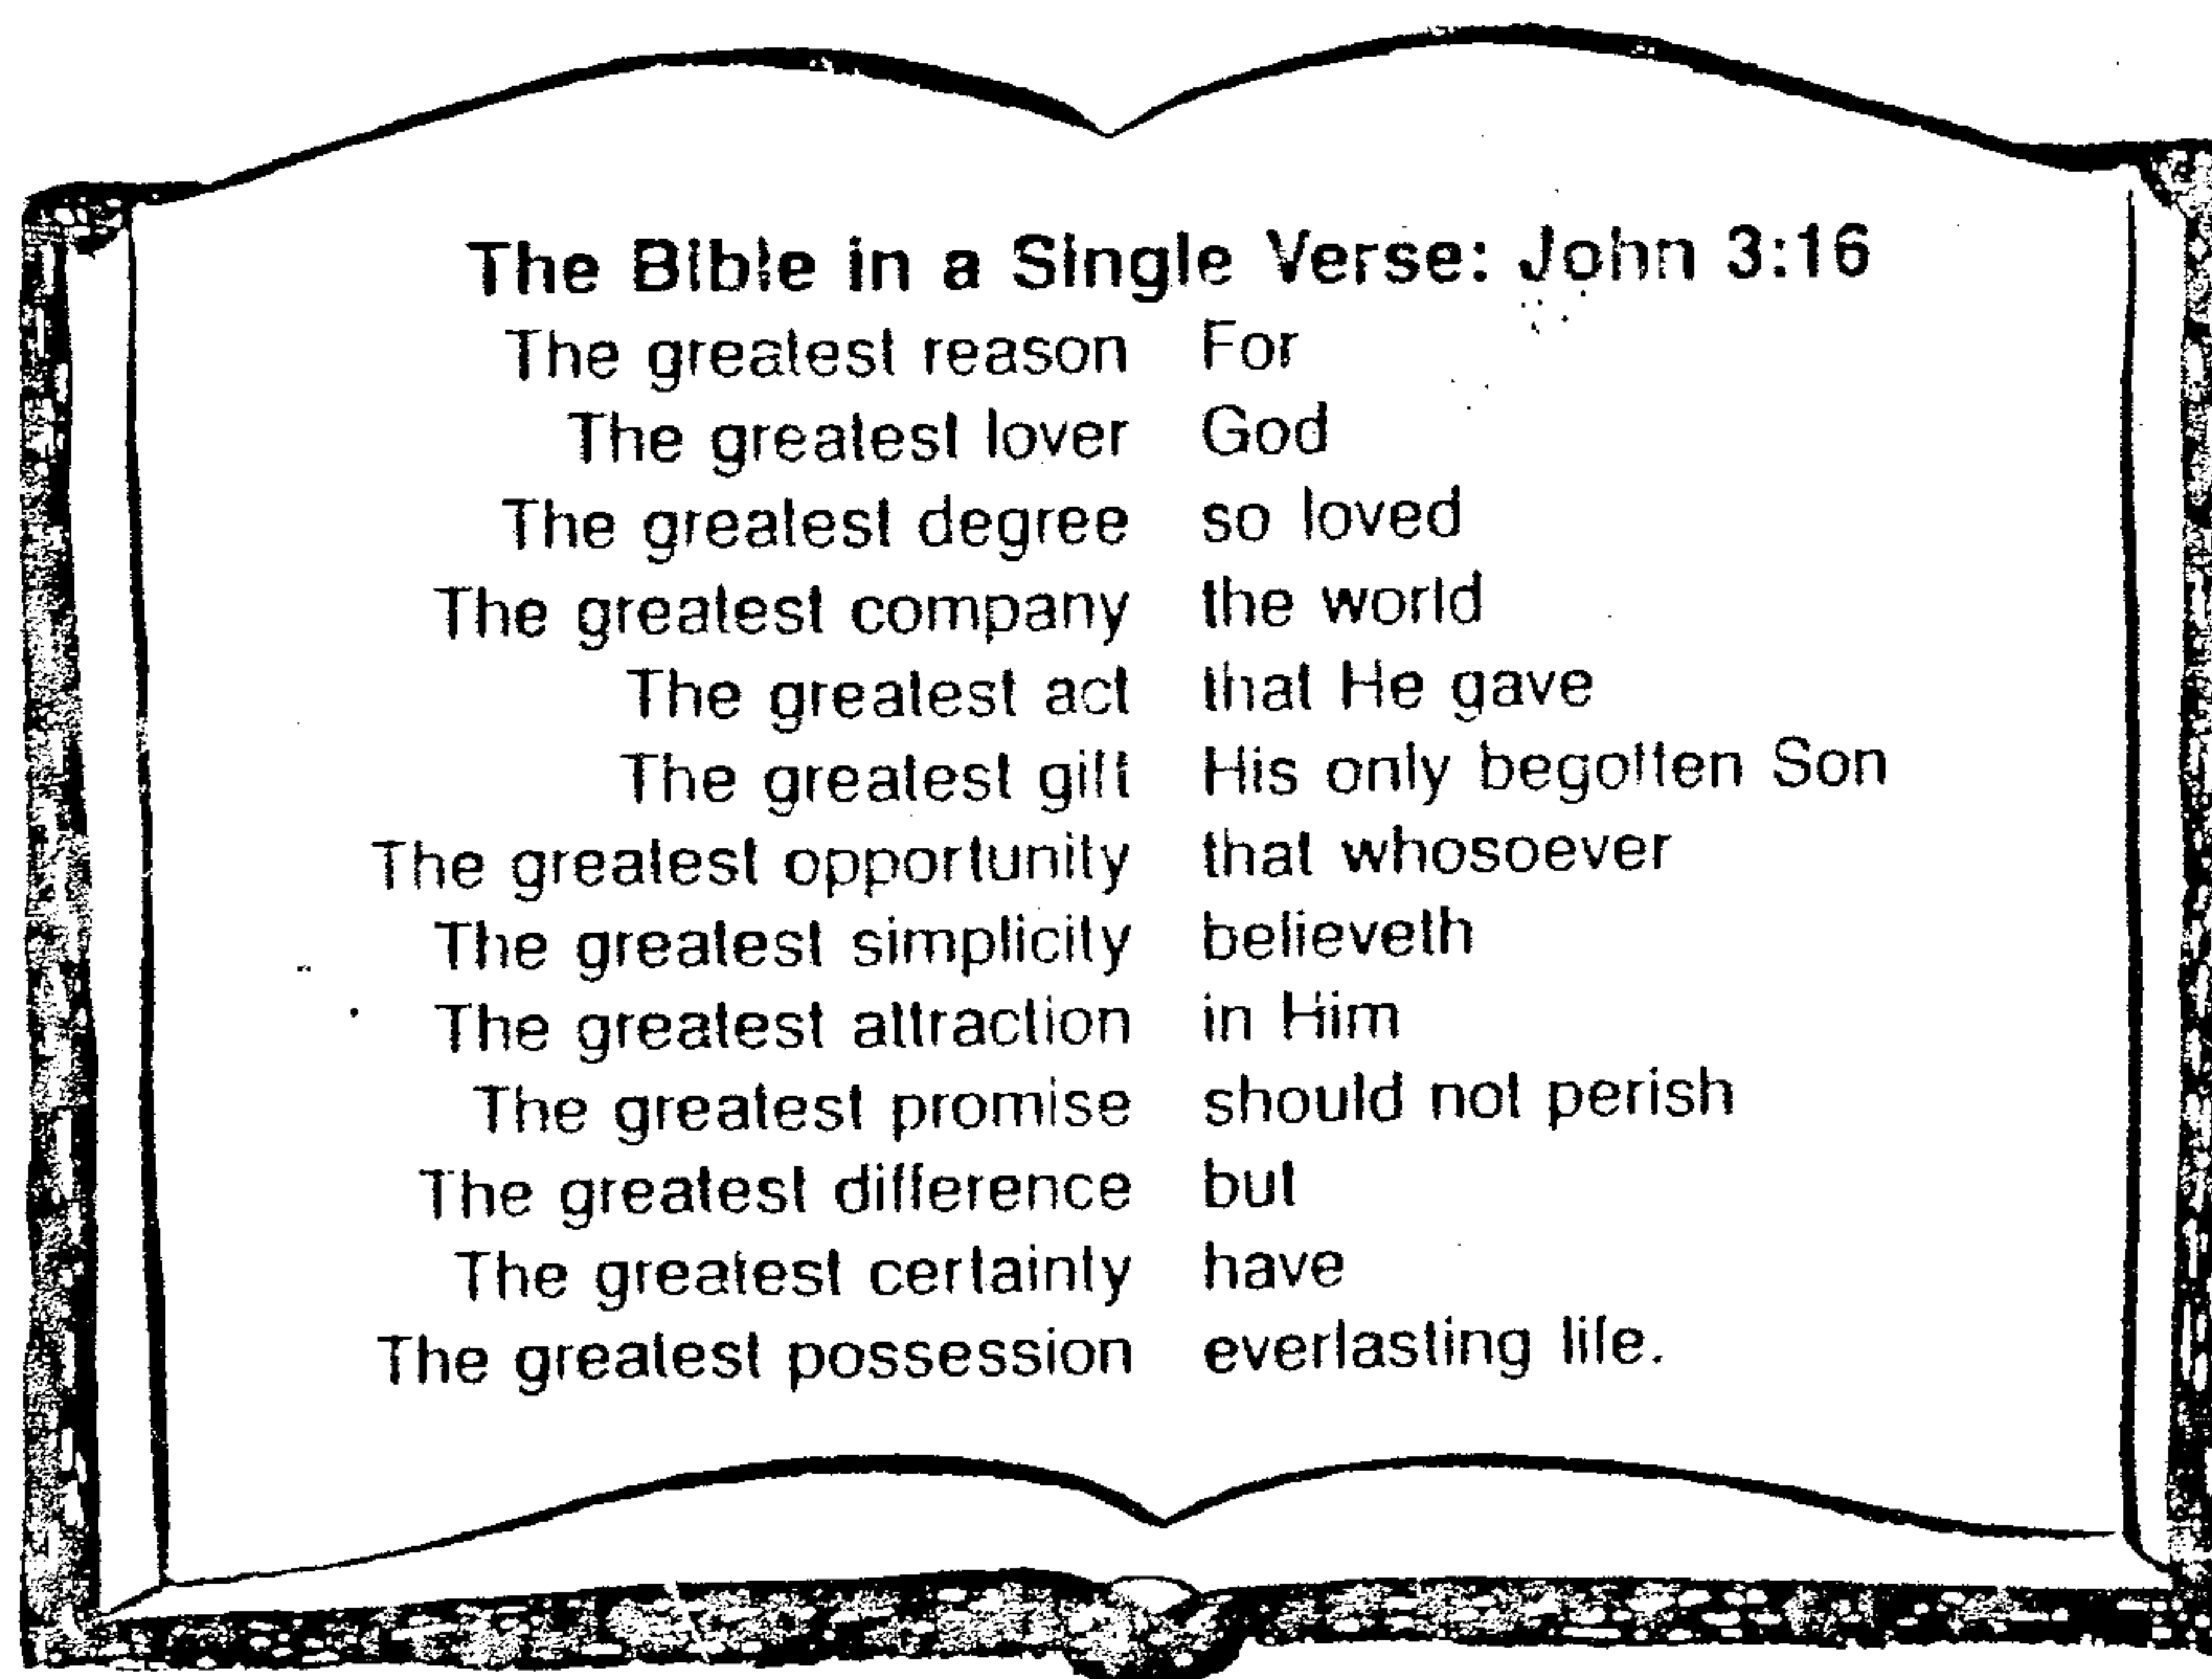 The Bible in a Single Verse: John 3:16
The greatest reason For
The greatest lover God
The greatest degree so loved
The greatest company the world
The greatest act that He gave
The greatest gift His only begotten Son
The greatest opportunity that whosoever
The greatest simplicity believeth
The greatest attraction in Him
The greatest promise should not perish
The greatest difference but
The greatest certainty have
The greatest possession everlasting life.